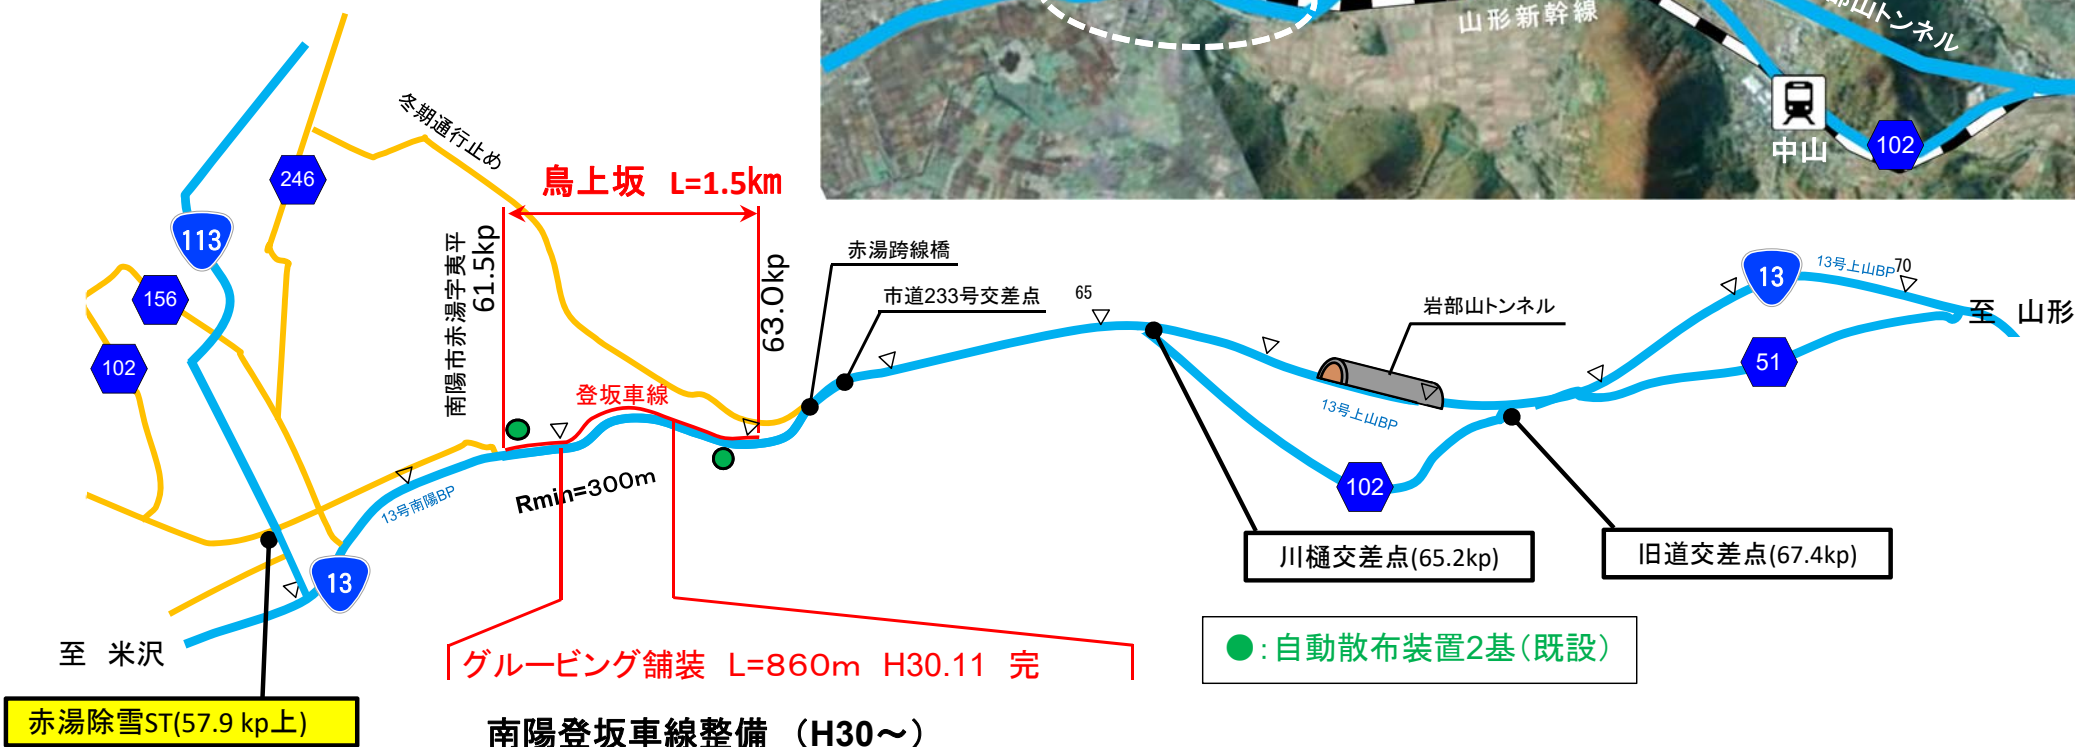 山形新幹線
部山トンネル
中山
102
冬期通行止め
246
鳥上坂 L=1.5㎞
113
南陽市赤湯字夷平
61.5kp
63.0kp
赤湯跨線橋
市道233号交差点
65
岩部山トンネル
13
13号上山BP
70
至 山形
156
102
登坂車線
51
13号上山BP
13号南陽BP
Rmin=300m
102
川樋交差点(65.2kp)
旧道交差点(67.4kp)
13
至 米沢
グルービング舗装 L=860m H30.11 完
●:自動散布装置2基(既設)
赤湯除雪ST(57.9 kp上)
南陽登坂車線整備 (H30~)